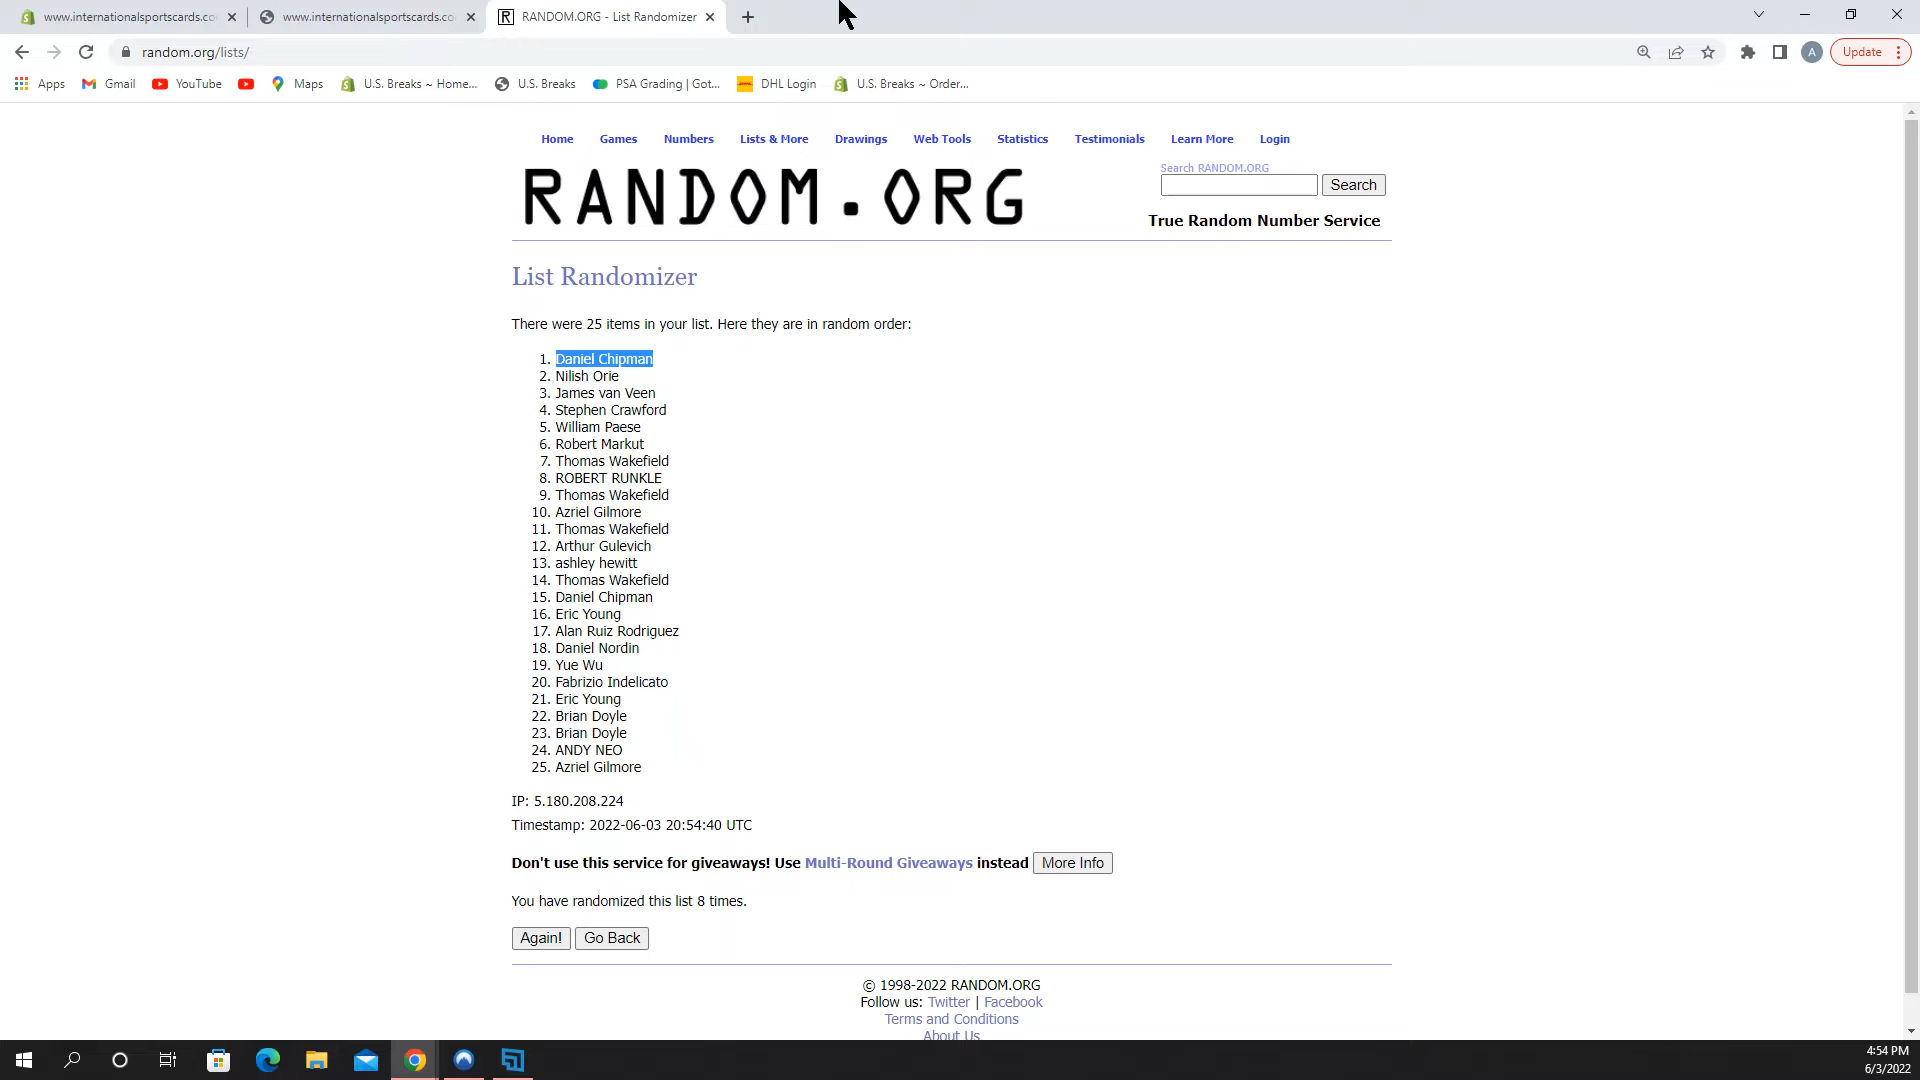 www.internationalsportscards.co
www.internationalsportscards.co
RANDOM.ORG - List Randomizer
random.org/lists/
A
Update
Apps
Gmail
YouTube
Maps
U.S. Breaks ~ Home...
U.S. Breaks
PSA Grading | Got...
DHL Login
U.S. Breaks ~ Order...
Home Games Numbers Lists & More Drawings Web Tools Statistics Testimonials Learn More Login
RANDOM.ORG
Search RANDOM.ORG
Search
True Random Number Service
List Randomizer
There were 25 items in your list. Here they are in random order:
1. Daniel Chipman
2. Nilish Orie
3. James van Veen
4. Stephen Crawford
5. William Paese
6. Robert Markut
7. Thomas Wakefield
8. ROBERT RUNKLE
9. Thomas Wakefield
10. Azriel Gilmore
11. Thomas Wakefield
12. Arthur Gulevich
13. ashley hewitt
14. Thomas Wakefield
15. Daniel Chipman
16. Eric Young
17. Alan Ruiz Rodriguez
18. Daniel Nordin
19. Yue Wu
20. Fabrizio Indelicato
21. Eric Young
22. Brian Doyle
23. Brian Doyle
24. ANDY NEO
25. Azriel Gilmore
IP: 5.180.208.224
Timestamp: 2022-06-03 20:54:40 UTC
Don't use this service for giveaways! Use Multi-Round Giveaways instead More Info
You have randomized this list 8 times.
Again! Go Back
© 1998-2022 RANDOM.ORG
Follow us: Twitter | Facebook
Terms and Conditions
About Us
4:54 PM
6/3/2022